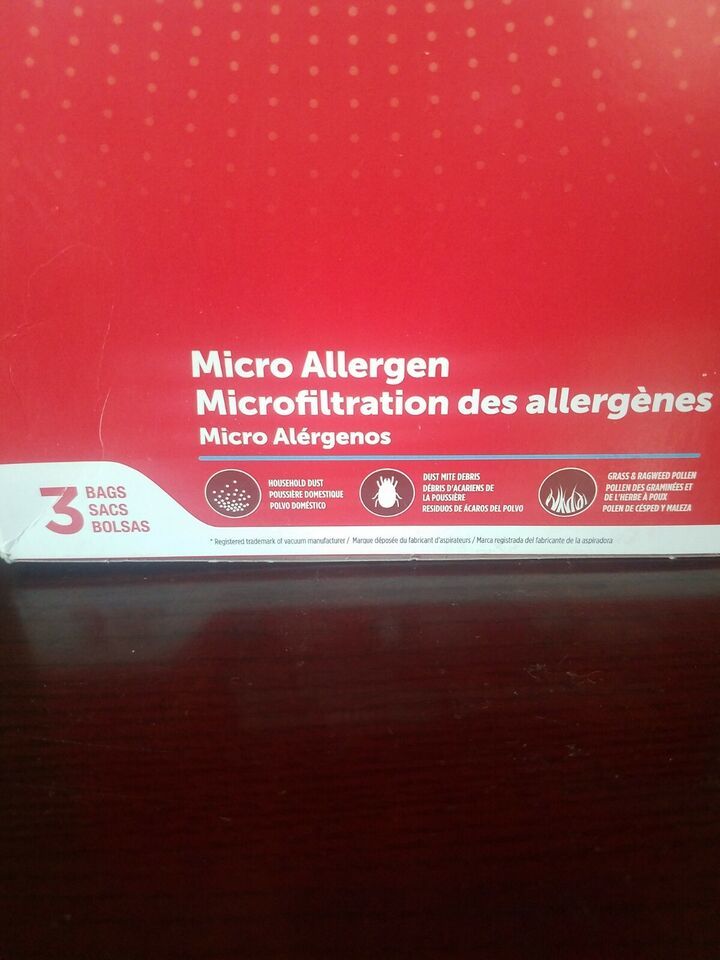 Micro Allergen
Microfiltration des allergènes
Micro Alérgenos
3 BAGS
SACS
BOLSAS
HOUSEHOLD DUST
POUSSIÈRE DOMESTIQUE
POLVO DOMÉSTICO
DUST MITE DEBRIS
DÉBRIS D'ACARIENS DE
LA POUSSIÈRE
RESIDUOS DE ÁCAROS DEL POLVO
GRASS & RAGWEED POLLEN
POLLEN DES GRAMINÉES ET
DE L'HERBE À POUX
POLEN DE CÉSPED Y MALEZA
* Registered trademark of vacuum manufacturer / Marque déposée du fabricant d'aspirateurs / Marca registrada del fabricante de la aspiradora